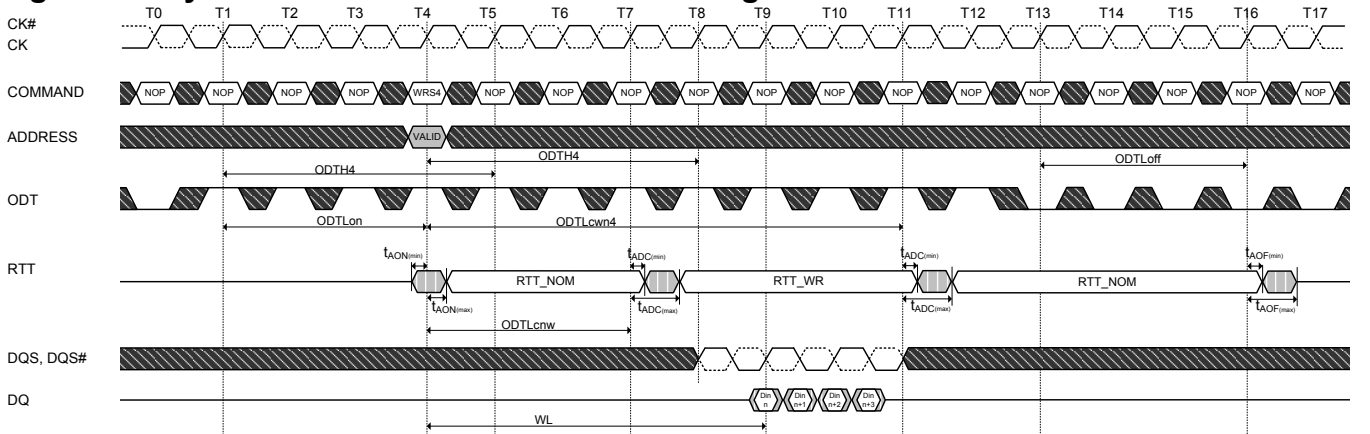 T0 T1 T2 T3 T4 T5 T6 T7 T8 T9 T10 T11 T12 T13 T14 T15 T16 T17
CK#
CK
COMMAND NOP NOP NOP NOP WRS4 NOP NOP NOP NOP NOP NOP NOP NOP NOP NOP NOP NOP NOP
ADDRESS VALID
ODTH4 ODTLoff
ODTH4
ODT
ODTLon ODTLcwn4
tAON(min) tADC(min) tADC(min) tAOF(min)
RTT RTT_NOM RTT_WR RTT_NOM
tAON(max) tADC(max) tADC(max) tAOF(max)
ODTLcnw
DQS, DQS#
DQ Din n Din n+1 Din n+2 Din n+3
WL